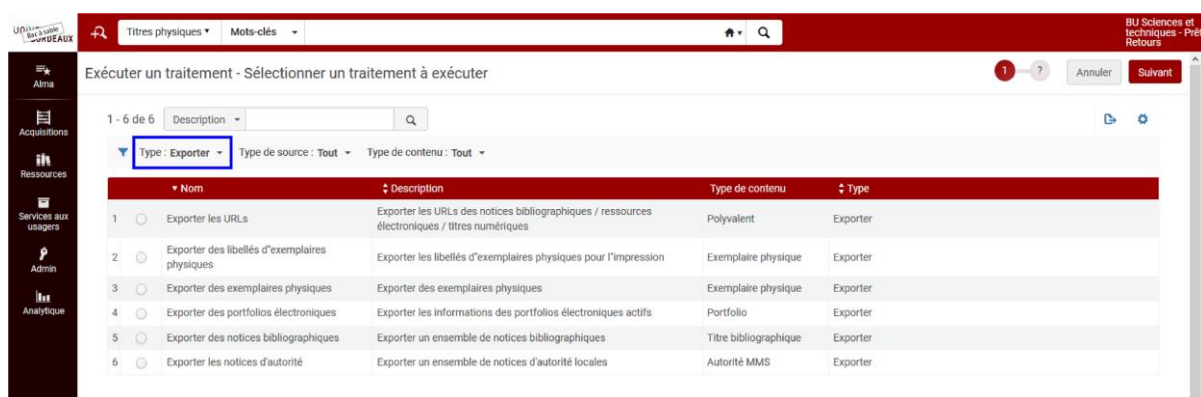 Bac à sable
BORDEAUX
Titres physiques
Mots-clés
BU Sciences et
techniques - Prêt
Retours
Alma
Acquisitions
Ressources
Services aux
usagers
Admin
Analytique
Exécuter un traitement - Sélectionner un traitement à exécuter
1
?
Annuler
Suivant
1 - 6 de 6
Description
Type : Exporter
Type de source : Tout
Type de contenu : Tout
Nom
Description
Type de contenu
Type
1
Exporter les URLs
Exporter les URLs des notices bibliographiques / ressources
électroniques / titres numériques
Polyvalent
Exporter
2
Exporter des libellés d"exemplaires
physiques
Exporter les libellés d"exemplaires physiques pour l"impression
Exemplaire physique
Exporter
3
Exporter des exemplaires physiques
Exporter des exemplaires physiques
Exemplaire physique
Exporter
4
Exporter des portfolios électroniques
Exporter les informations des portfolios électroniques actifs
Portfolio
Exporter
5
Exporter des notices bibliographiques
Exporter un ensemble de notices bibliographiques
Titre bibliographique
Exporter
6
Exporter les notices d'autorité
Exporter un ensemble de notices d'autorité locales
Autorité MMS
Exporter